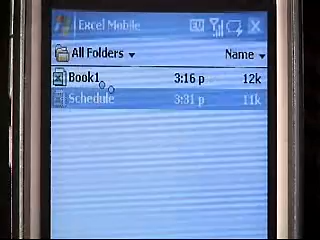 Excel Mobile
All Folders Name
Book1 3:16 p 12k
Schedule 3:31 p 11k